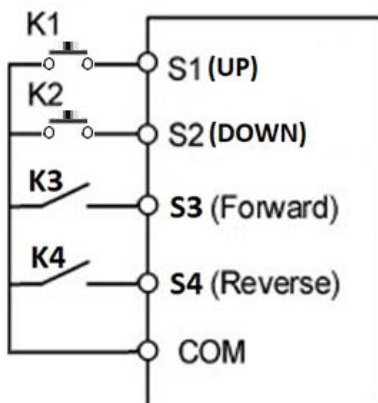 K1
S1 (UP)
K2
S2 (DOWN)
K3
S3 (Forward)
K4
S4 (Reverse)
COM